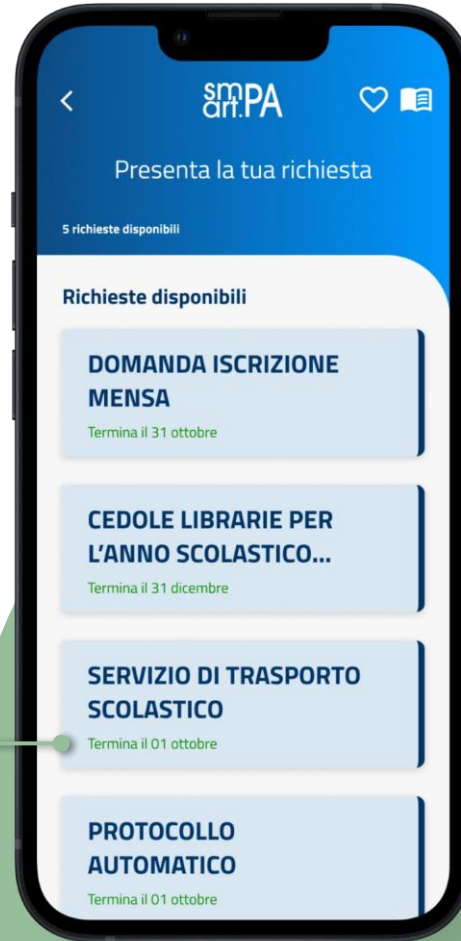 sm
art.PA
Presenta la tua richiesta
5 richieste disponibili
Richieste disponibili
DOMANDA ISCRIZIONE
MENSA
Termina il 31 ottobre
CEDOLE LIBRARIE PER
L’ANNO SCOLASTICO...
Termina il 31 dicembre
SERVIZIO DI TRASPORTO
SCOLASTICO
Termina il 01 ottobre
PROTOCOLLO
AUTOMATICO
Termina il 01 ottobre